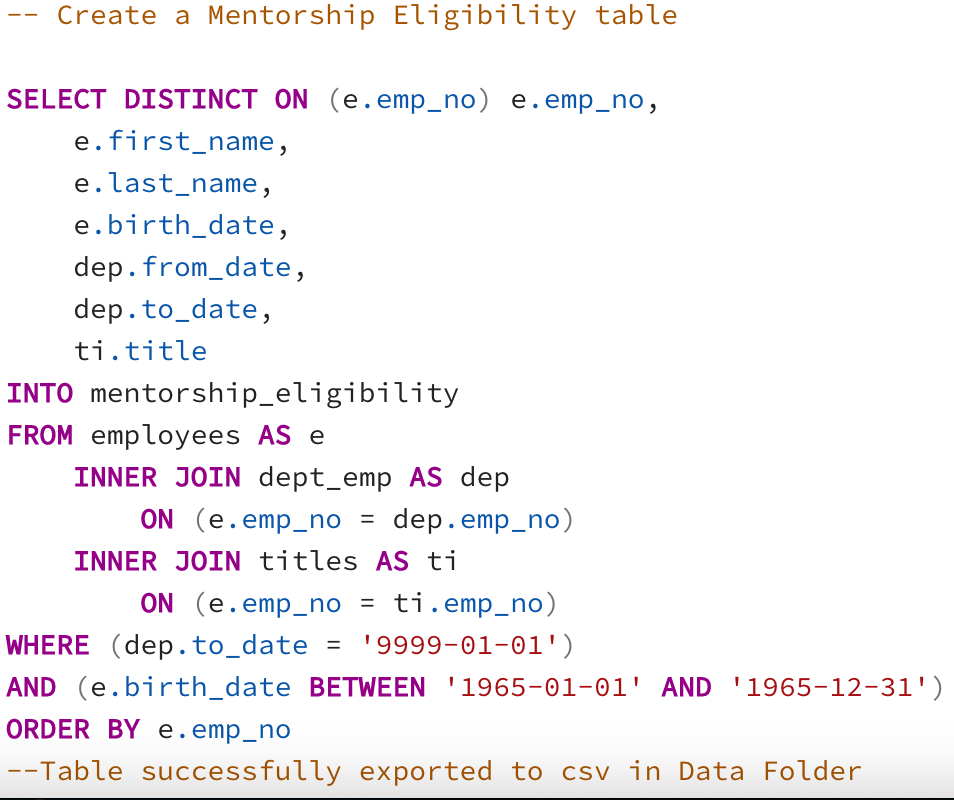 -- Create a Mentorship Eligibility table
SELECT DISTINCT ON (e.emp_no) e.emp_no,
    e.first_name,
    e.last_name,
    e.birth_date,
    dep.from_date,
    dep.to_date,
    ti.title
INTO mentorship_eligibility
FROM employees AS e
    INNER JOIN dept_emp AS dep
        ON (e.emp_no = dep.emp_no)
    INNER JOIN titles AS ti
        ON (e.emp_no = ti.emp_no)
WHERE (dep.to_date = '9999-01-01')
AND (e.birth_date BETWEEN '1965-01-01' AND '1965-12-31')
ORDER BY e.emp_no
--Table successfully exported to csv in Data Folder